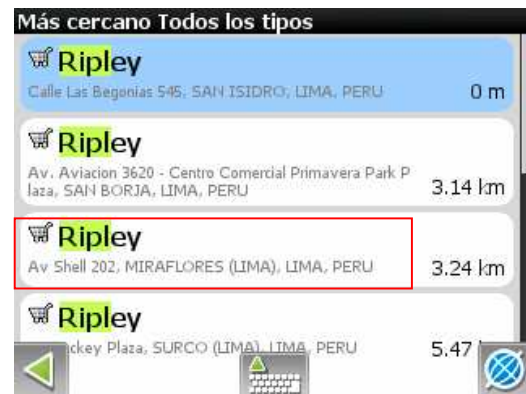 Más cercano Todos los tipos
Ripley
Calle Las Begonias 545, SAN ISIDRO, LIMA, PERU
0 m
Ripley
Av. Aviacion 3620 - Centro Comercial Primavera Park P
laza, SAN BORJA, LIMA, PERU
3.14 km
Ripley
Av Shell 202, MIRAFLORES (LIMA), LIMA, PERU
3.24 km
Ripley
Plaza, SURCO (LIMA), LIMA, PERU
5.47